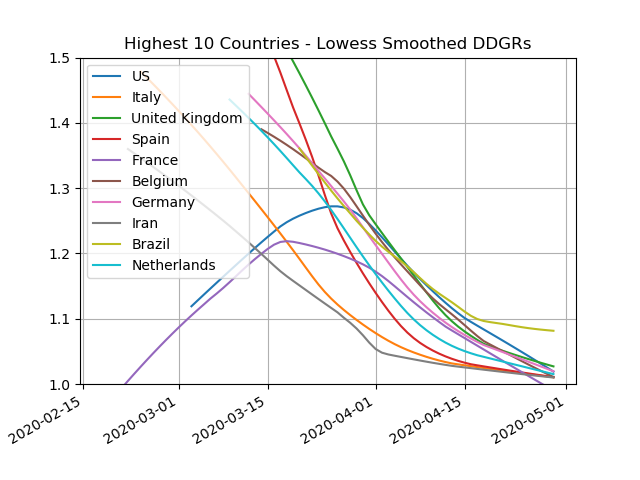 Highest 10 Countries - Lowess Smoothed DDGRs
1.5
1.4
1.3
1.2
1.1
1.0
US
Italy
United Kingdom
Spain
France
Belgium
Germany
Iran
Brazil
Netherlands
2020-02-15
2020-03-01
2020-03-15
2020-04-01
2020-04-15
2020-05-01